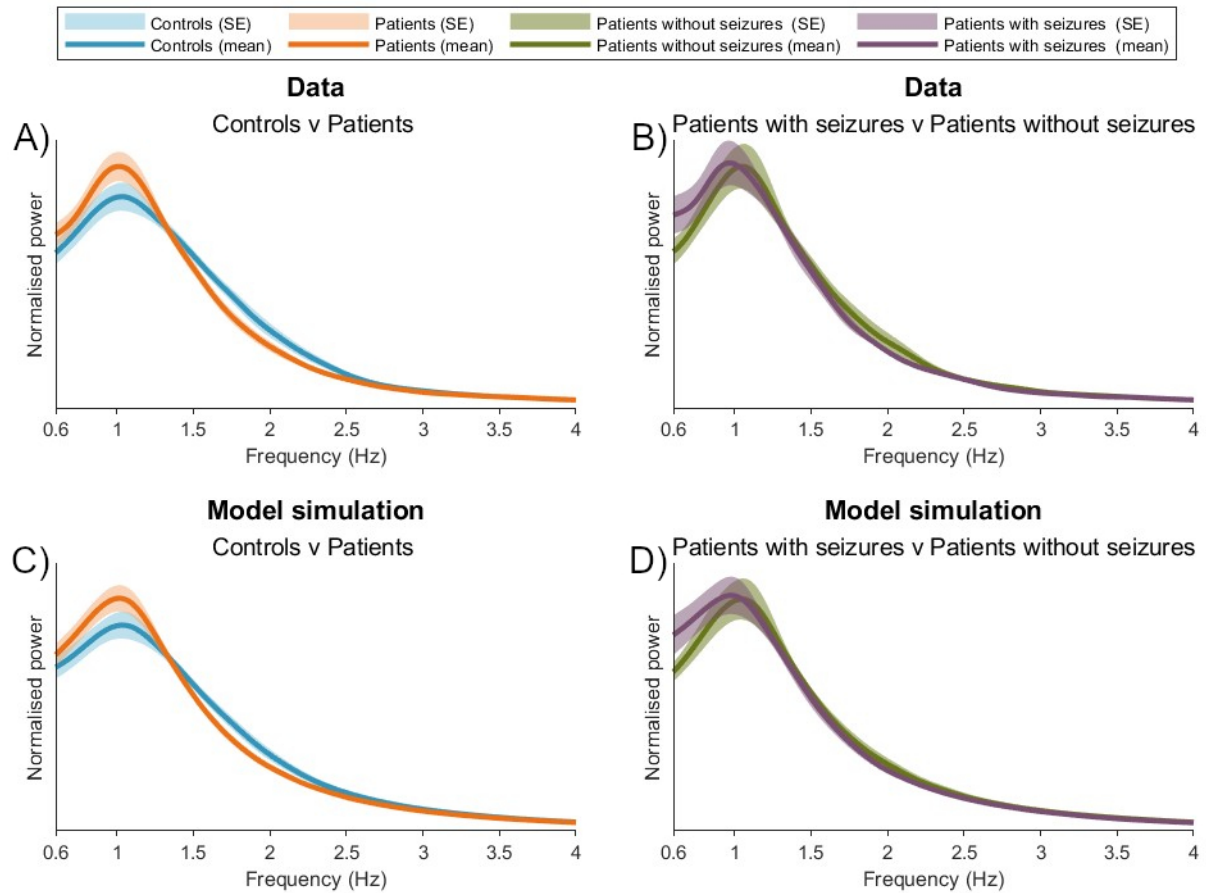 Controls (SE) Patients (SE) Patients without seizures (SE) Patients with seizures (SE)
Controls (mean) Patients (mean) Patients without seizures (mean) Patients with seizures (mean)
Data
A) Controls v Patients
Normalised power
0.6 1 1.5 2 2.5 3 3.5 4
Frequency (Hz)
Data
B) Patients with seizures v Patients without seizures
Normalised power
0.6 1 1.5 2 2.5 3 3.5 4
Frequency (Hz)
Model simulation
C) Controls v Patients
Normalised power
0.6 1 1.5 2 2.5 3 3.5 4
Frequency (Hz)
Model simulation
D) Patients with seizures v Patients without seizures
Normalised power
0.6 1 1.5 2 2.5 3 3.5 4
Frequency (Hz)